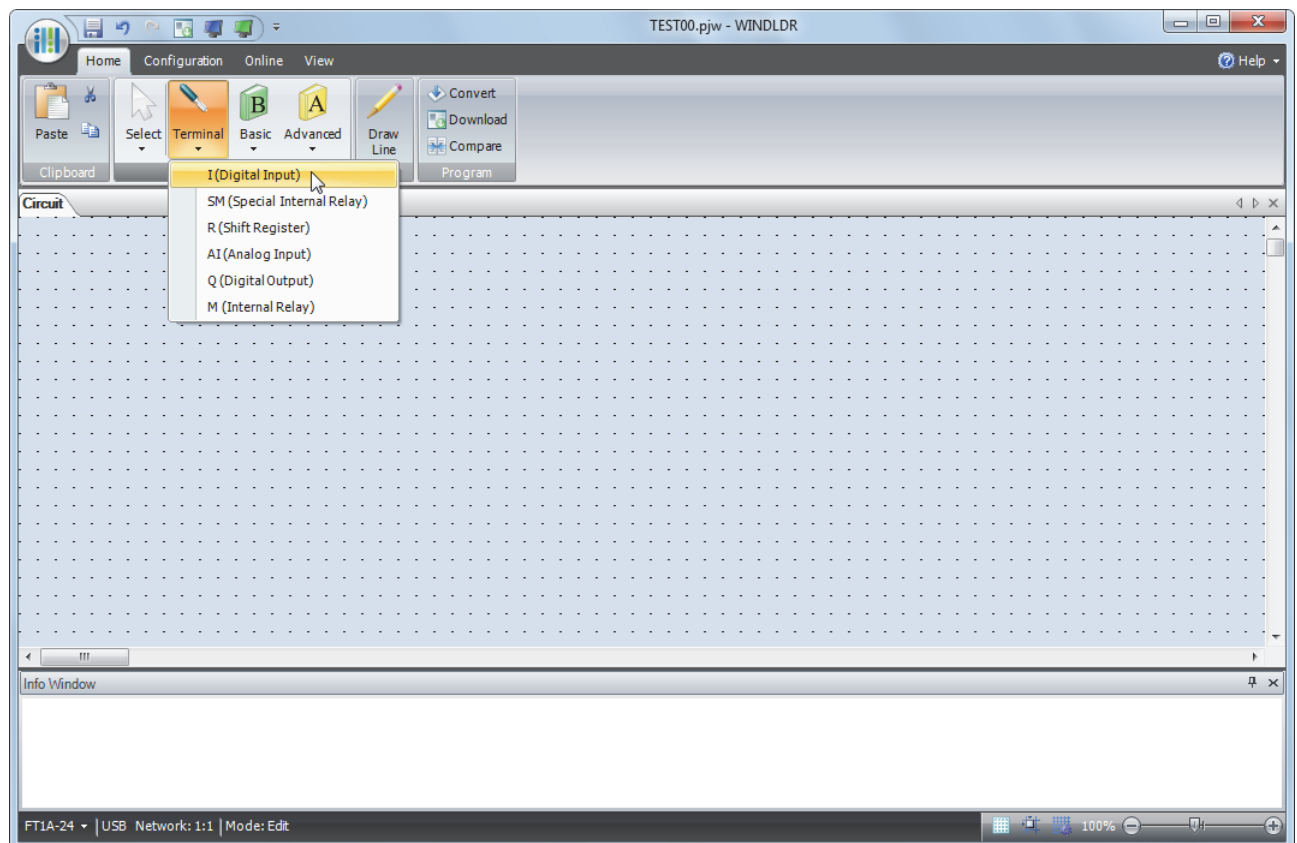 TEST00.pjw - WINDLDR
Home Configuration Online View Help
Paste Select Terminal B Basic A Advanced Draw Line Convert
Download
Compare
Clipboard Program
I (Digital Input)
SM (Special Internal Relay)
R (Shift Register)
AI (Analog Input)
Q (Digital Output)
M (Internal Relay)
Circuit
Info Window
FT1A-24 USB Network: 1:1 Mode: Edit 100%